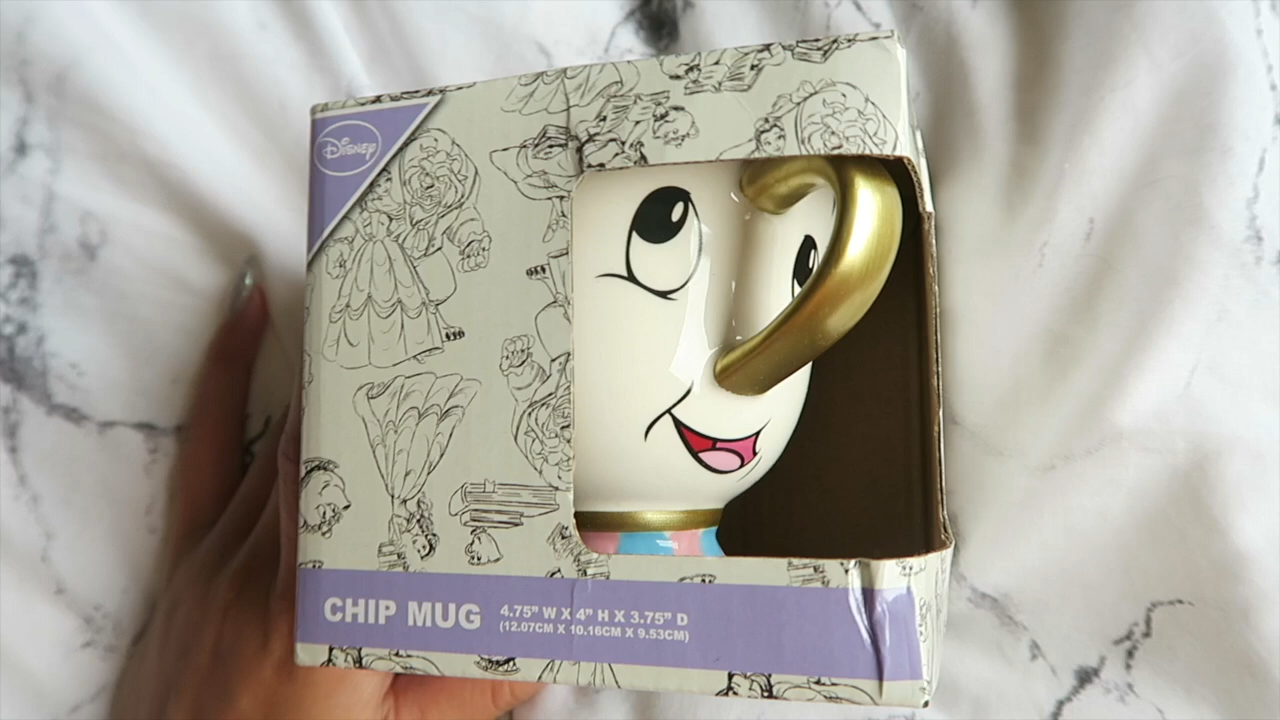 Disney
CHIP MUG
4.75” W X 4” H X 3.75” D
(12.07CM X 10.16CM X 9.53CM)